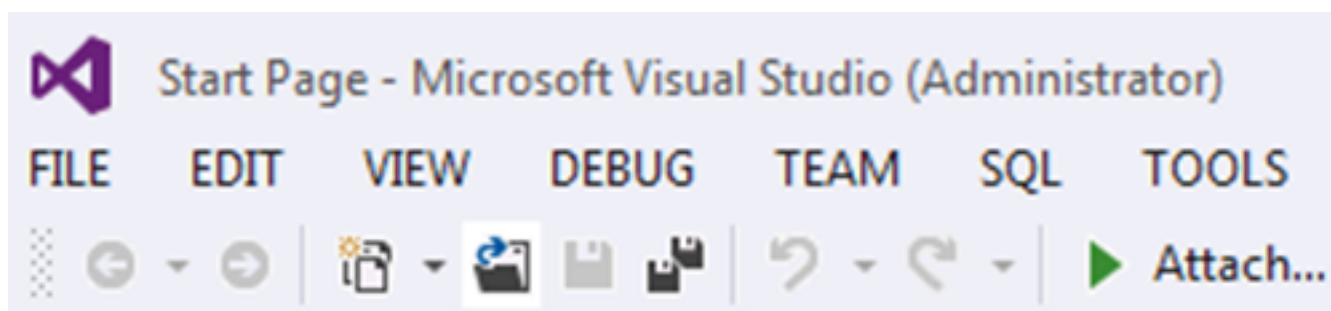 Start Page - Microsoft Visual Studio (Administrator)
FILE EDIT VIEW DEBUG TEAM SQL TOOLS
Attach...